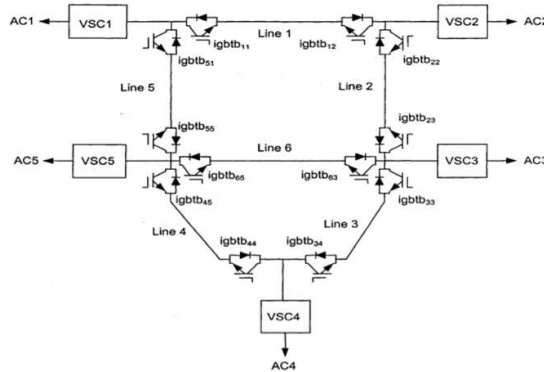 AC1
VSC1
igbtb11
Line 1
igbtb12
VSC2
AC2
igbtb51
igbtb22
Line 5
Line 2
igbtb55
igbtb23
Line 6
AC5
VSC5
igbtb65
igbtb63
VSC3
AC3
igbtb45
igbtb33
Line 4
Line 3
igbtb44
igbtb34
VSC4
AC4